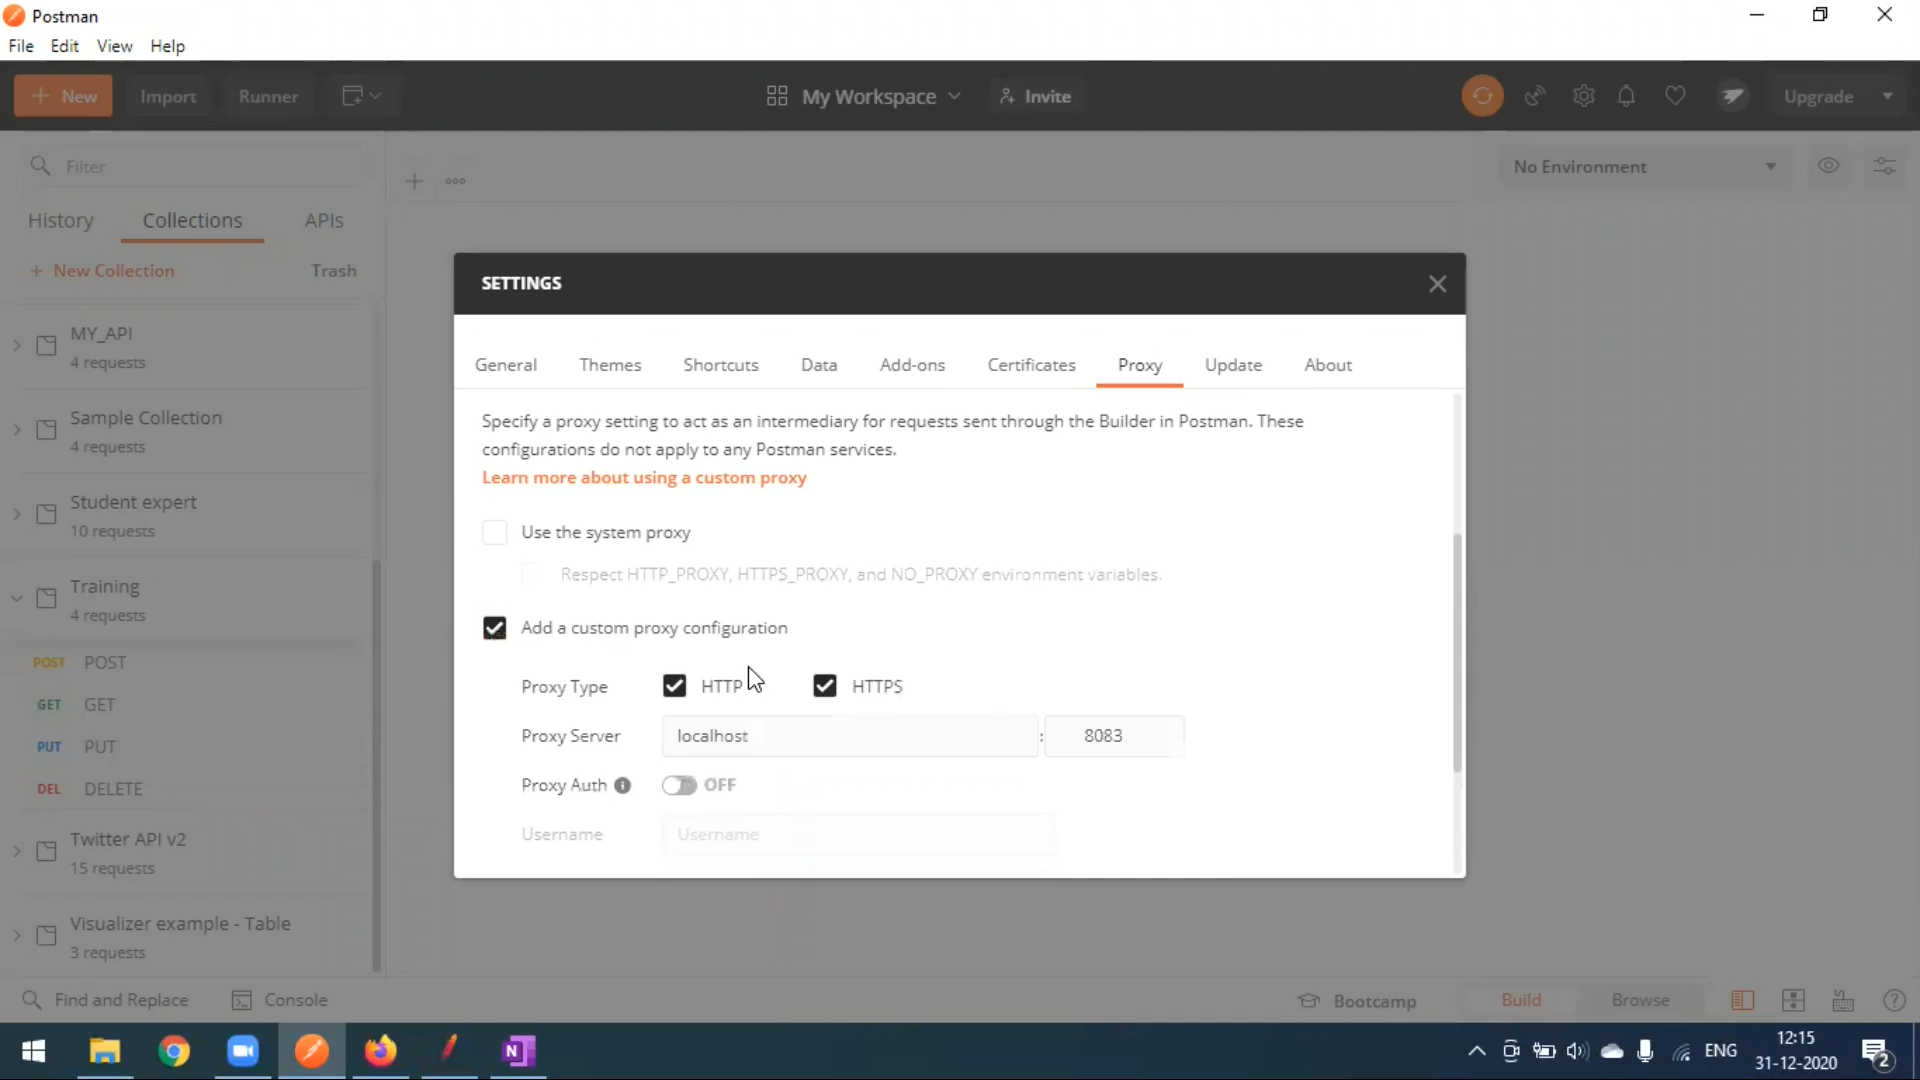 Postman
File Edit View Help
+ New Import Runner My Workspace Invite Upgrade
Filter
No Environment
History Collections APIs
+ New Collection Trash
MY_API
4 requests
Sample Collection
4 requests
Student expert
10 requests
Training
4 requests
POST POST
GET GET
PUT PUT
DEL DELETE
Twitter API v2
15 requests
Visualizer example - Table
3 requests
SETTINGS
General Themes Shortcuts Data Add-ons Certificates Proxy Update About
Specify a proxy setting to act as an intermediary for requests sent through the Builder in Postman. These
configurations do not apply to any Postman services.
Learn more about using a custom proxy
Use the system proxy
Respect HTTP_PROXY, HTTPS_PROXY, and NO_PROXY environment variables.
Add a custom proxy configuration
Proxy Type HTTP HTTPS
Proxy Server localhost : 8083
Proxy Auth OFF
Username Username
Find and Replace Console Bootcamp Build Browse
N ENG 12:15
31-12-2020 2